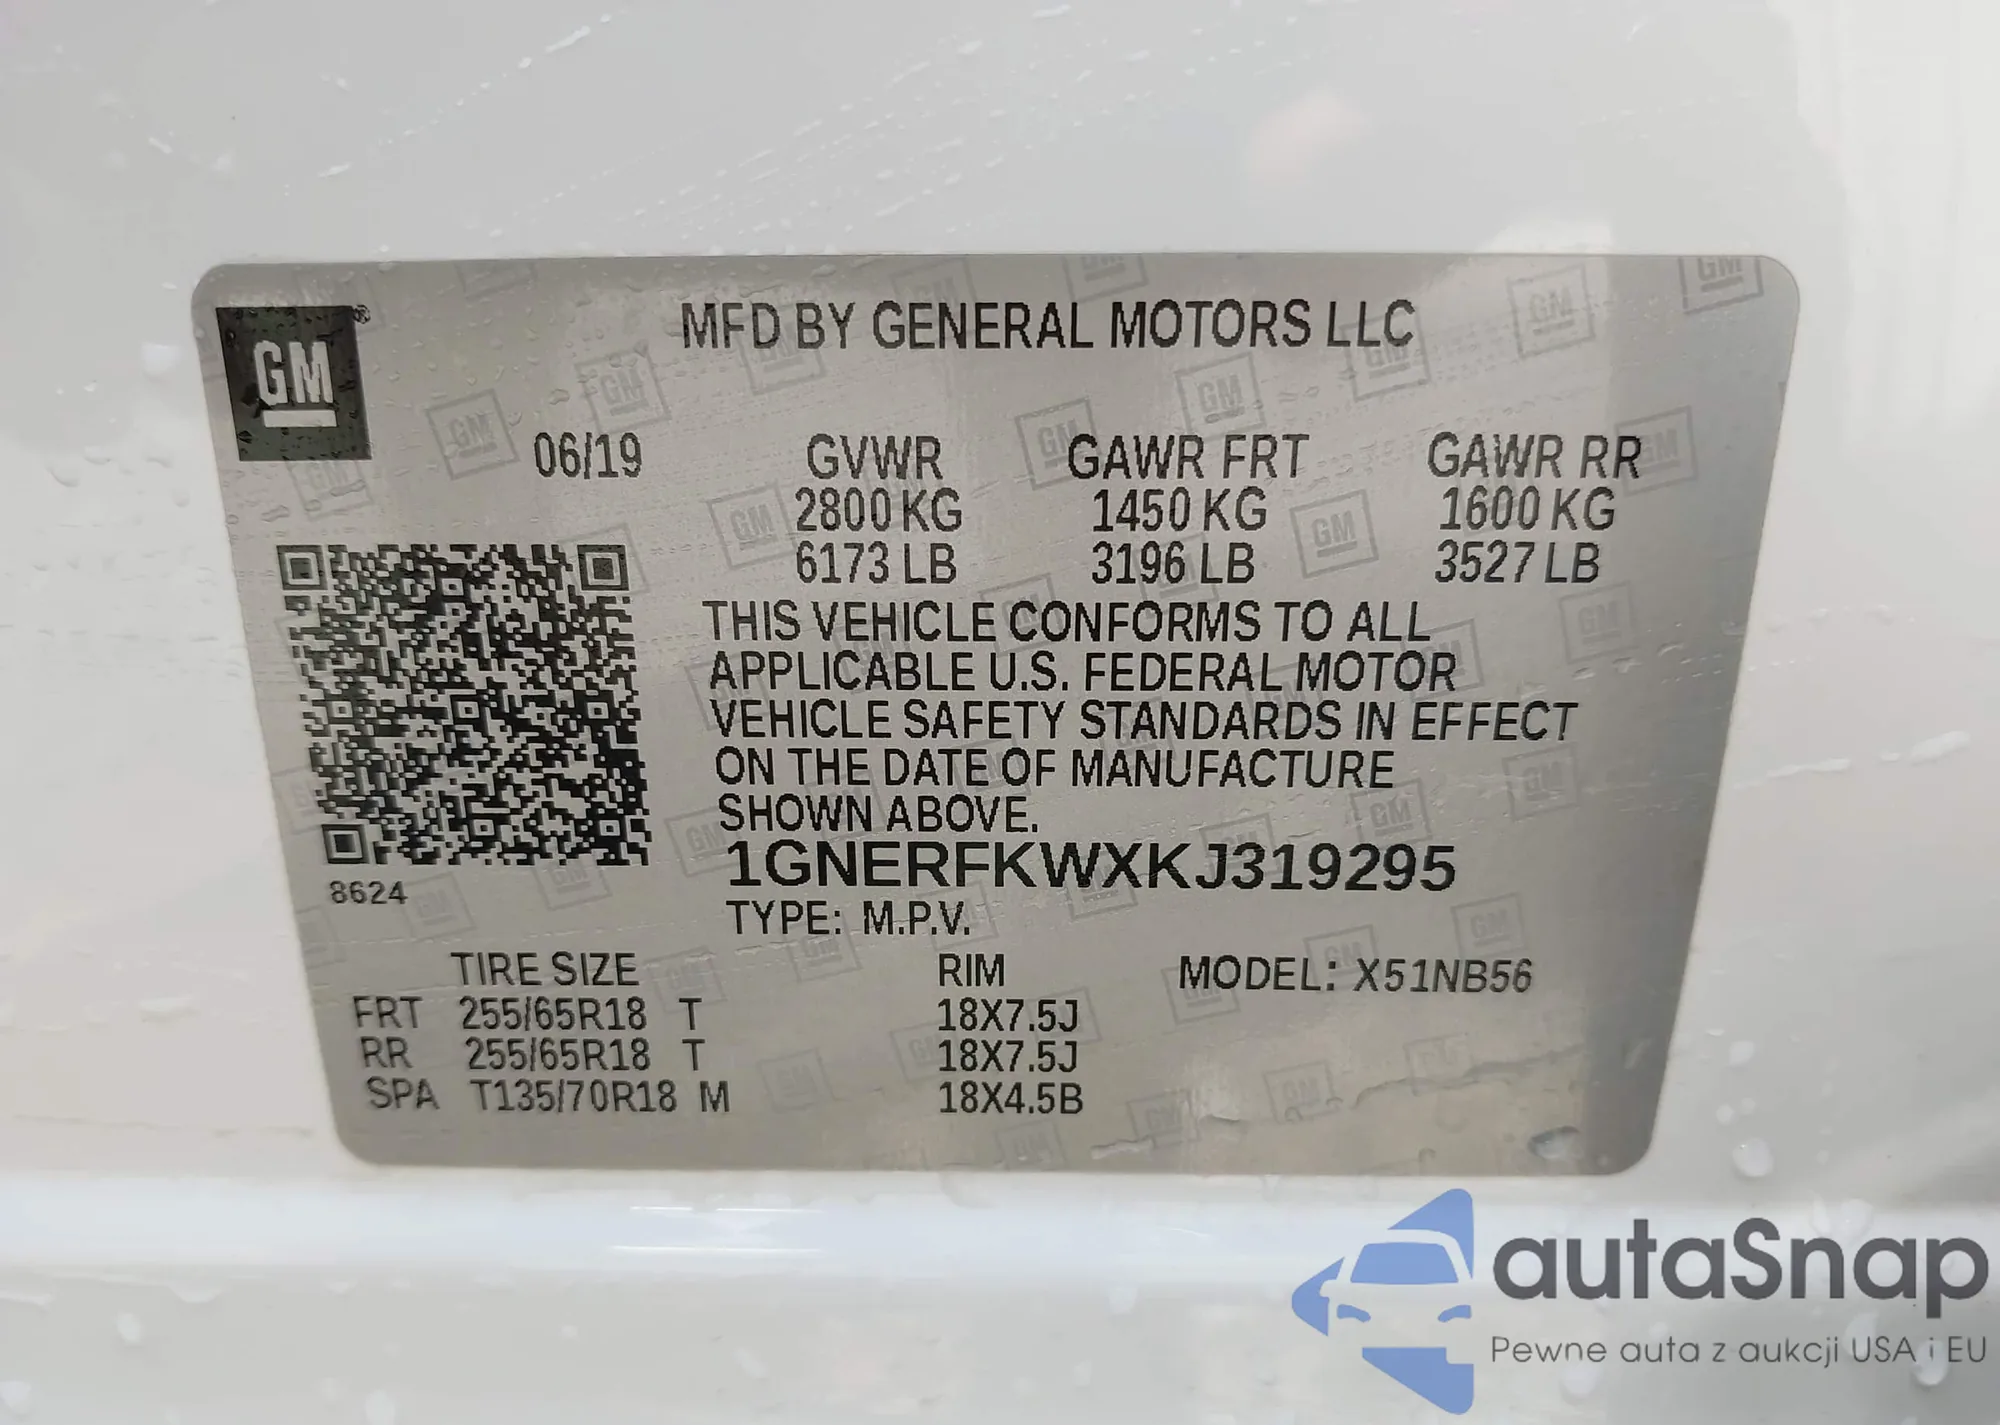 GM ®
MFD BY GENERAL MOTORS LLC
06/19 GVWR GAWR FRT GAWR RR
2800 KG 1450 KG 1600 KG
6173 LB 3196 LB 3527 LB
THIS VEHICLE CONFORMS TO ALL
APPLICABLE U.S. FEDERAL MOTOR
VEHICLE SAFETY STANDARDS IN EFFECT
ON THE DATE OF MANUFACTURE
SHOWN ABOVE.
1GNERFKWXKJ319295
8624
TYPE: M.P.V.
TIRE SIZE RIM MODEL: X51NB56
FRT 255/65R18 T 18X7.5J
RR 255/65R18 T 18X7.5J
SPA T135/70R18 M 18X4.5B
autaSnap
Pewne auta z aukcji USA i EU